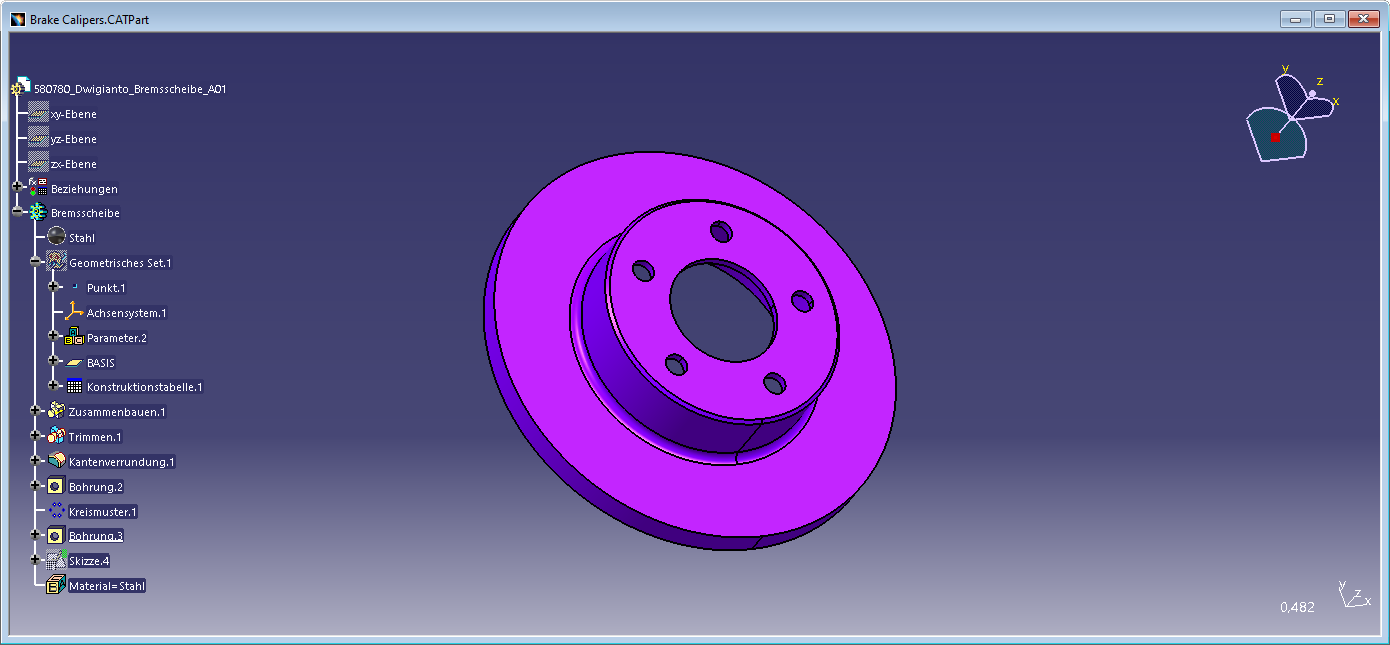 Brake Calipers.CATPart
580780_Dwigianto_Bremsscheibe_A01
xy-Ebene
yz-Ebene
zx-Ebene
Beziehungen
Bremsscheibe
Stahl
Geometrisches Set.1
Punkt.1
Achsensystem.1
Parameter.2
BASIS
Konstruktionstabelle.1
Zusammenbauen.1
Trimmen.1
Kantenverrundung.1
Bohrung.2
Kreismuster.1
Bohrung.3
Skizze.4
Material=Stahl
y
z
x
0,482
y
z
x